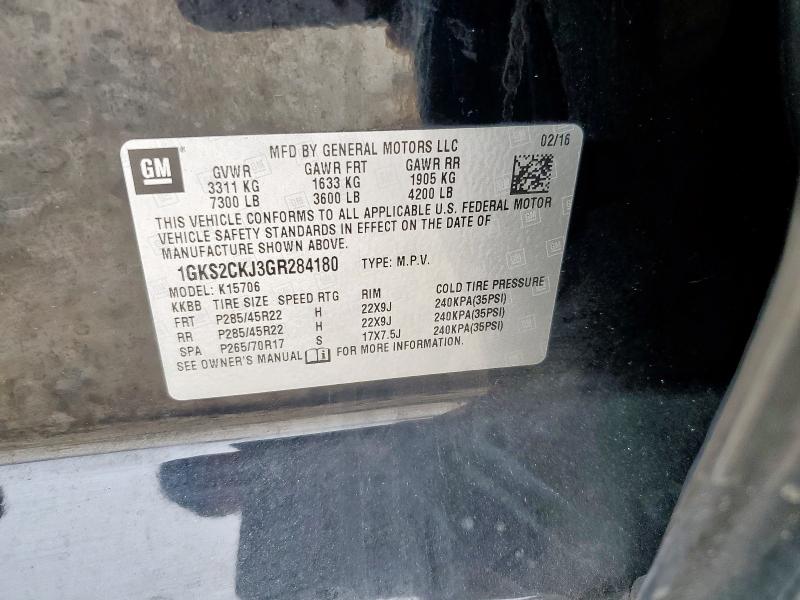 GM
MFD BY GENERAL MOTORS LLC
02/16
GVWR GAWR FRT GAWR RR
3311 KG 1633 KG 1905 KG
7300 LB 3600 LB 4200 LB
THIS VEHICLE CONFORMS TO ALL APPLICABLE U.S. FEDERAL MOTOR
VEHICLE SAFETY STANDARDS IN EFFECT ON THE DATE OF
MANUFACTURE SHOWN ABOVE.
1GKS2CKJ3GR284180 TYPE: M.P.V.
MODEL: K15706
KKBB TIRE SIZE SPEED RTG RIM COLD TIRE PRESSURE
FRT P285/45R22 H 22X9J 240KPA(35PSI)
RR P285/45R22 H 22X9J 240KPA(35PSI)
SPA P265/70R17 S 17X7.5J 240KPA(35PSI)
SEE OWNER'S MANUAL FOR MORE INFORMATION.